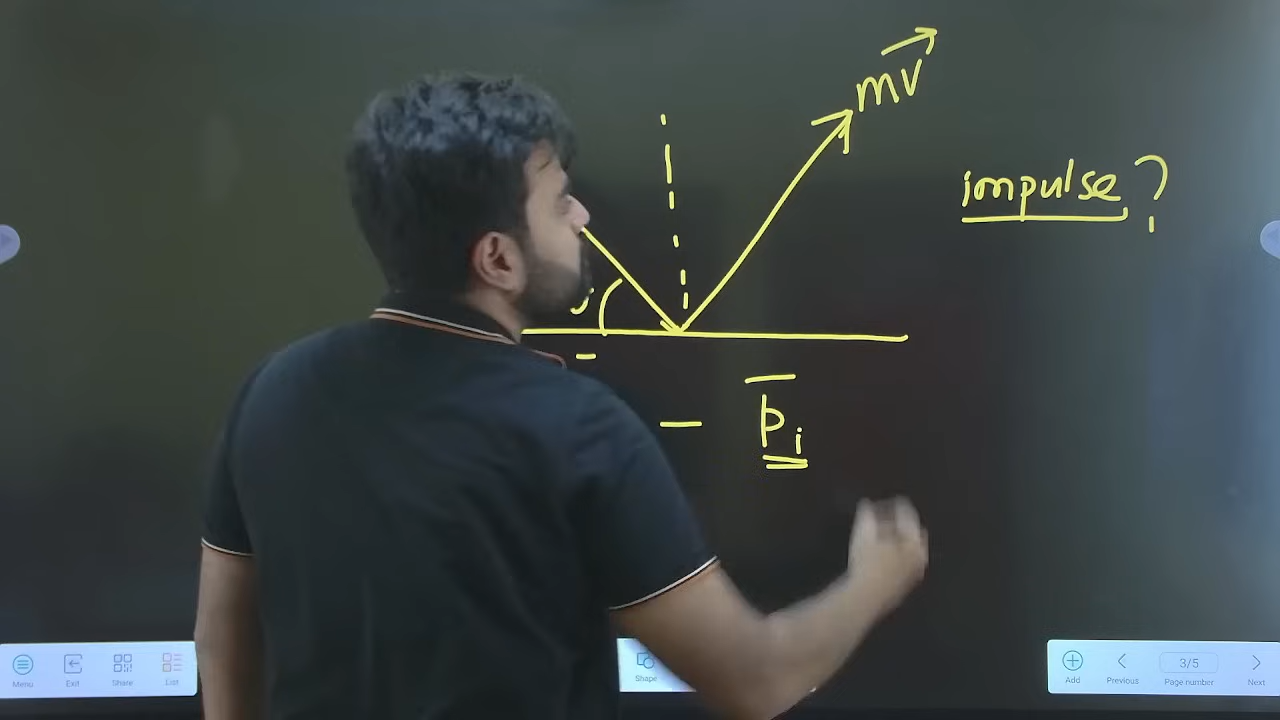 mv
impulse?
- p̄i
Menu
Exit
Share
List
Shape
Add
Previous
3/5
Page number
Next